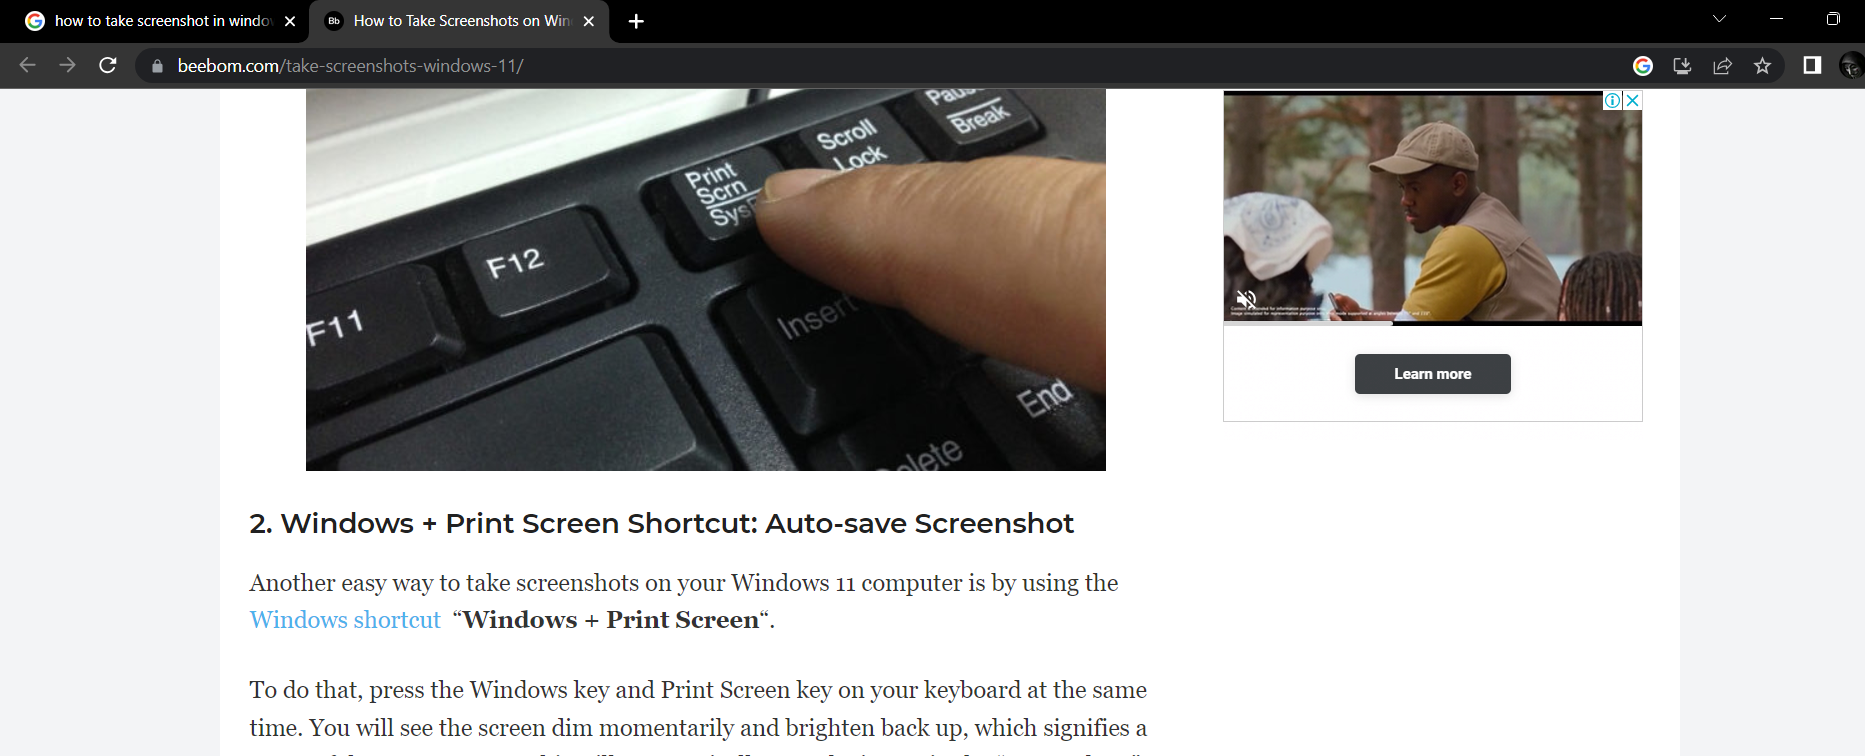 how to take screenshot in windo
Bb
How to Take Screenshots on Win
beebom.com/take-screenshots-windows-11/
Pause
Break
Scroll
Lock
Print
Scrn
Sys
F12
F11
Insert
End
elete
Learn more
2. Windows + Print Screen Shortcut: Auto-save Screenshot
Another easy way to take screenshots on your Windows 11 computer is by using the
Windows shortcut “Windows + Print Screen“.
To do that, press the Windows key and Print Screen key on your keyboard at the same
time. You will see the screen dim momentarily and brighten back up, which signifies a